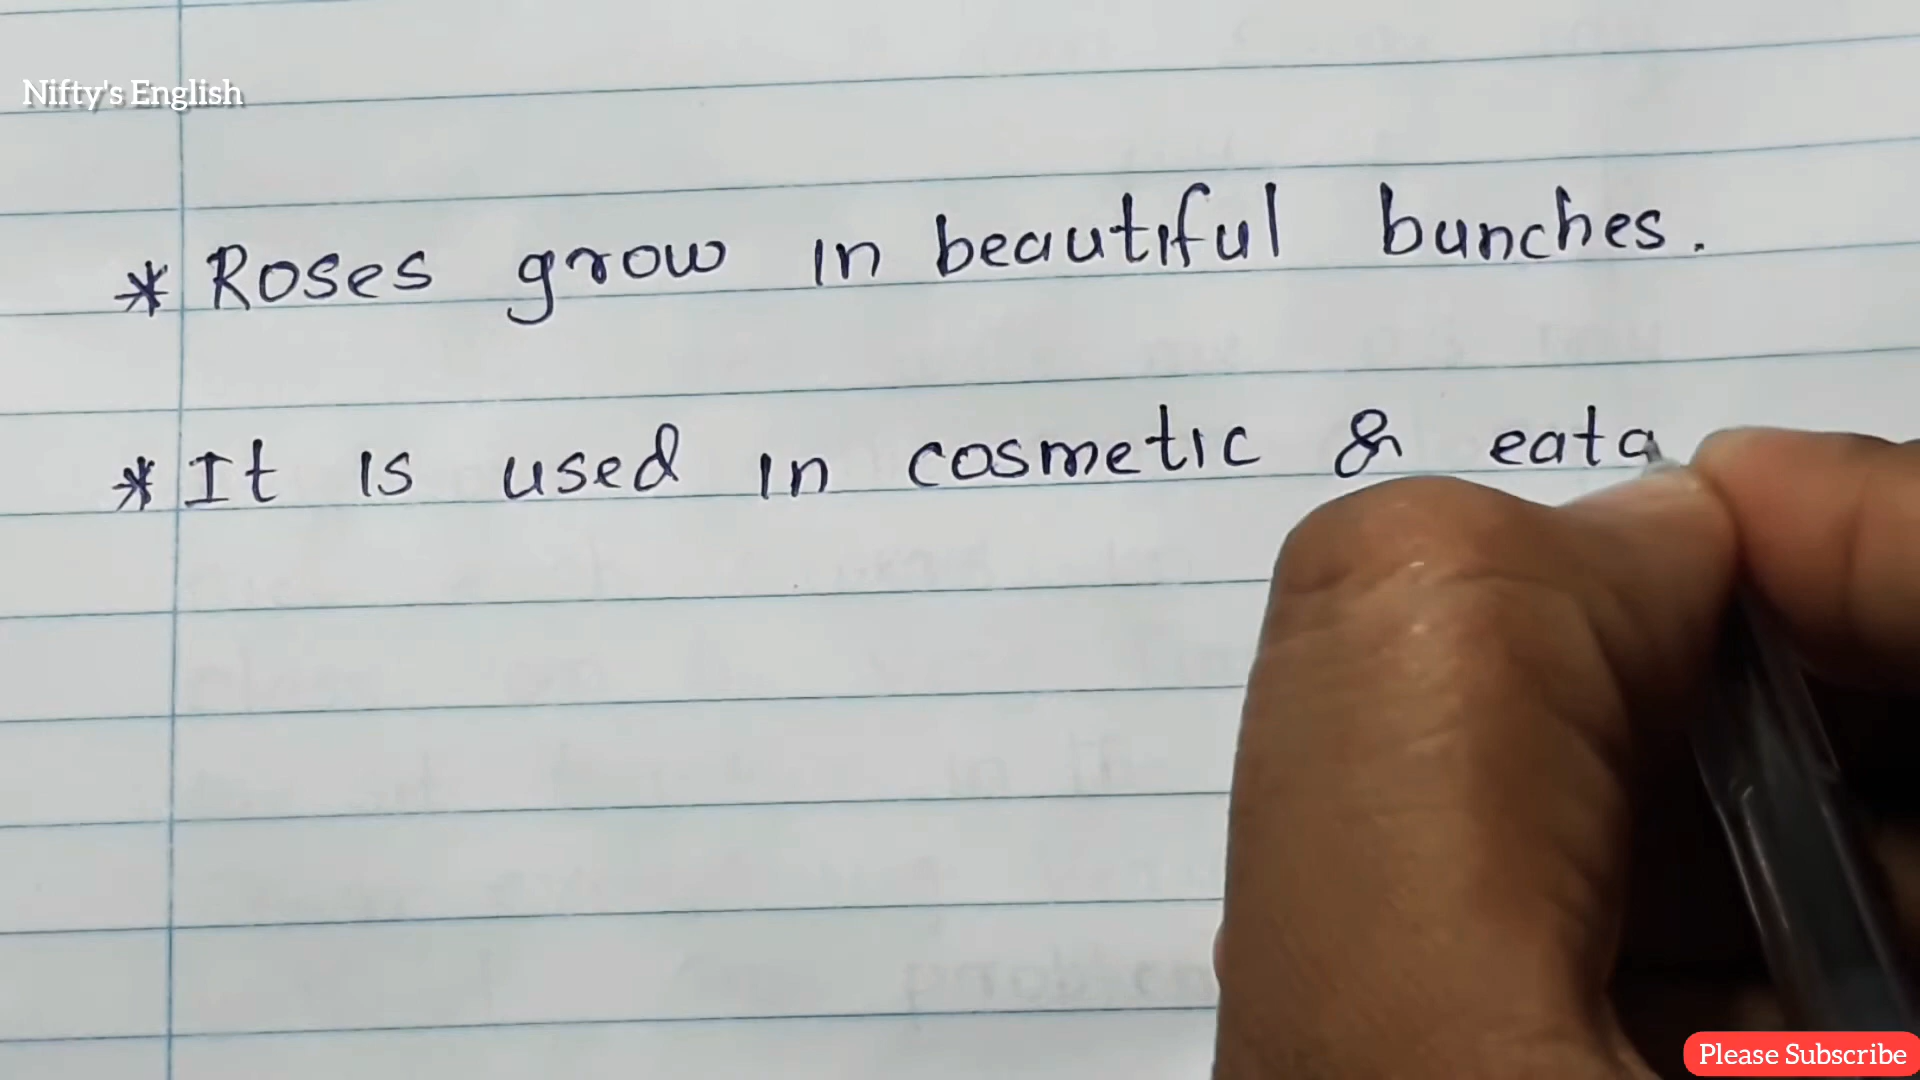 Nifty's English
* Roses grow in beautiful bunches.
* It is used in cosmetic & eata
Please Subscribe